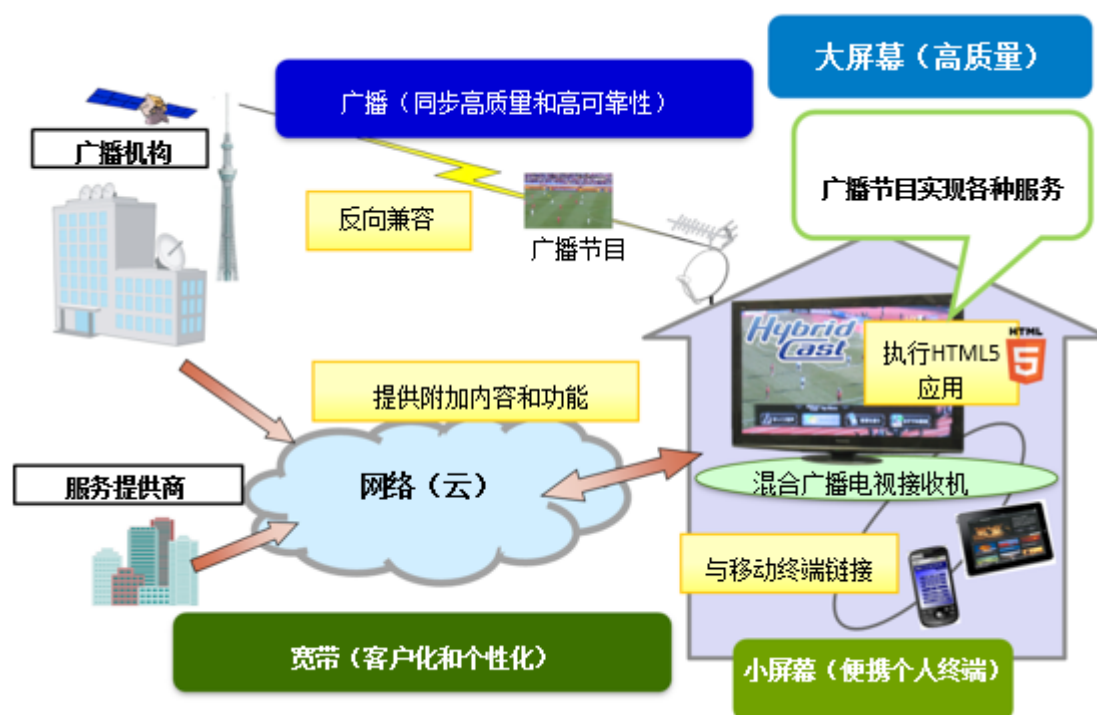 大屏幕（高质量）
广播（同步高质量和高可靠性）
广播机构
广播节目实现各种服务
反向兼容
广播节目
Hybrid
Cast
执行HTML5
应用
HTML
5
提供附加内容和功能
网络（云）
服务提供商
混合广播电视接收机
与移动终端链接
宽带（客户化和个性化）
小屏幕（便携个人终端）